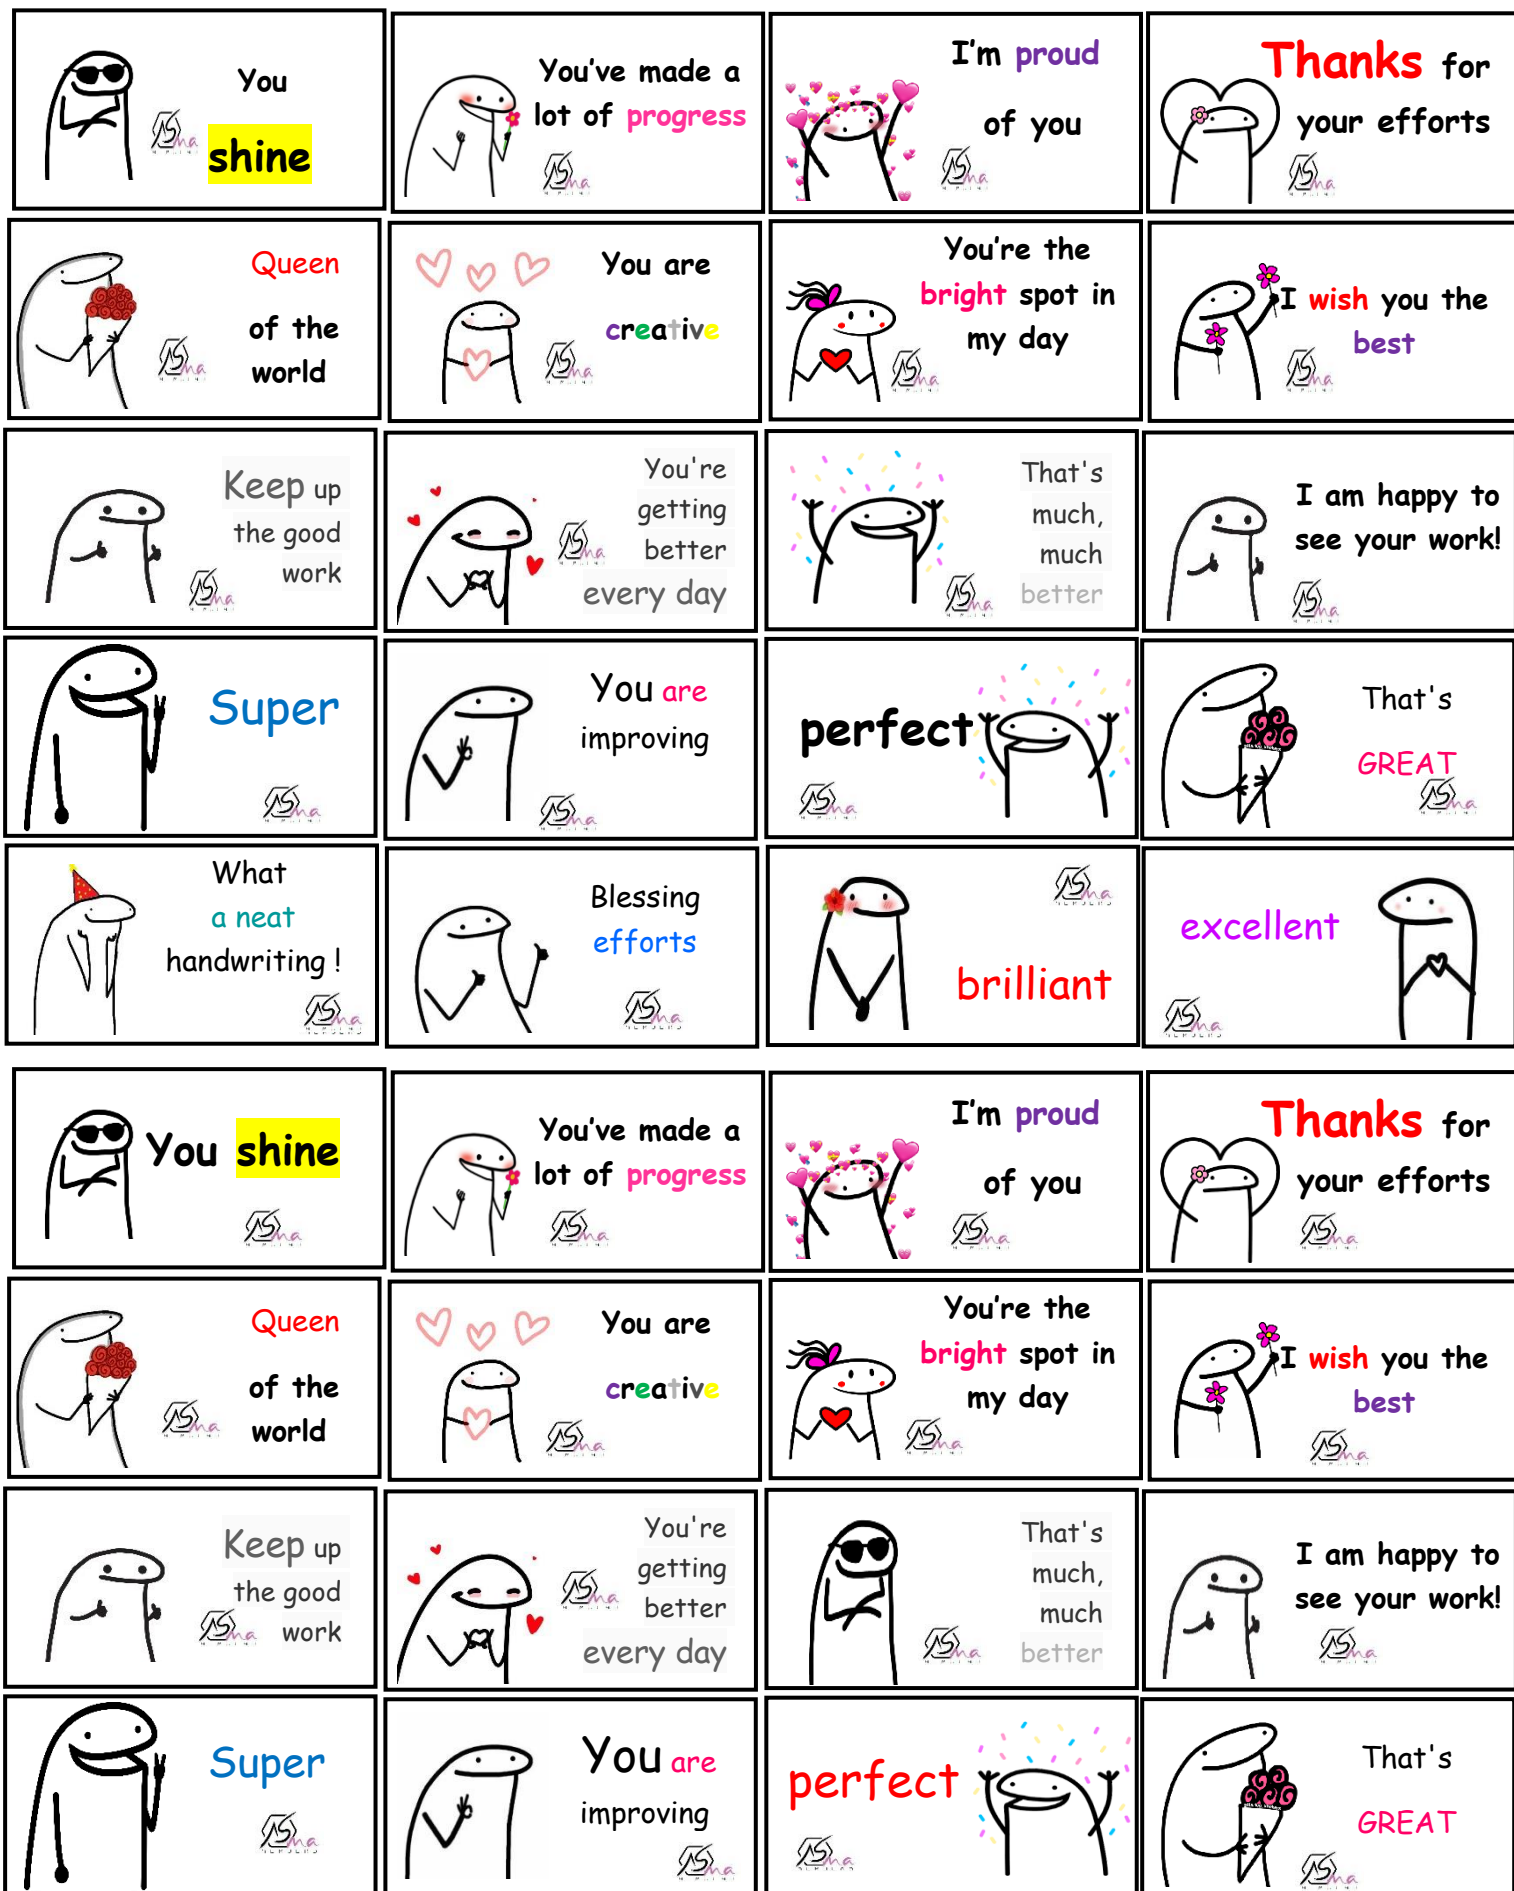 You
shine
You've made a
lot of progress
I'm proud
of you
Thanks for
your efforts
Queen
of the
world
You are
creative
You're the
bright spot in
my day
I wish you the
best
Keep up
the good
work
You're
getting
better
every day
That's
much,
much
better
I am happy to
see your work!
Super
You are
improving
perfect
That's
GREAT
What
a neat
handwriting !
Blessing
efforts
brilliant
excellent
You shine
You've made a
lot of progress
I'm proud
of you
Thanks for
your efforts
Queen
of the
world
You are
creative
You're the
bright spot in
my day
I wish you the
best
Keep up
the good
work
You're
getting
better
every day
That's
much,
much
better
I am happy to
see your work!
Super
You are
improving
perfect
That's
GREAT